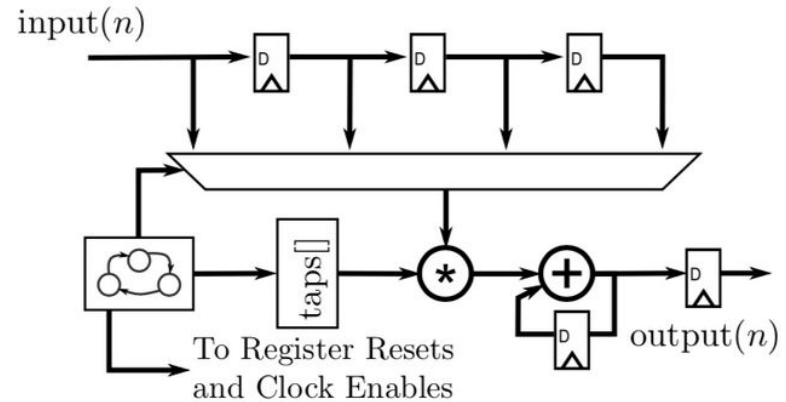 input(n)
D
D
D
taps[]
*
+
D
D
output(n)
To Register Resets
and Clock Enables